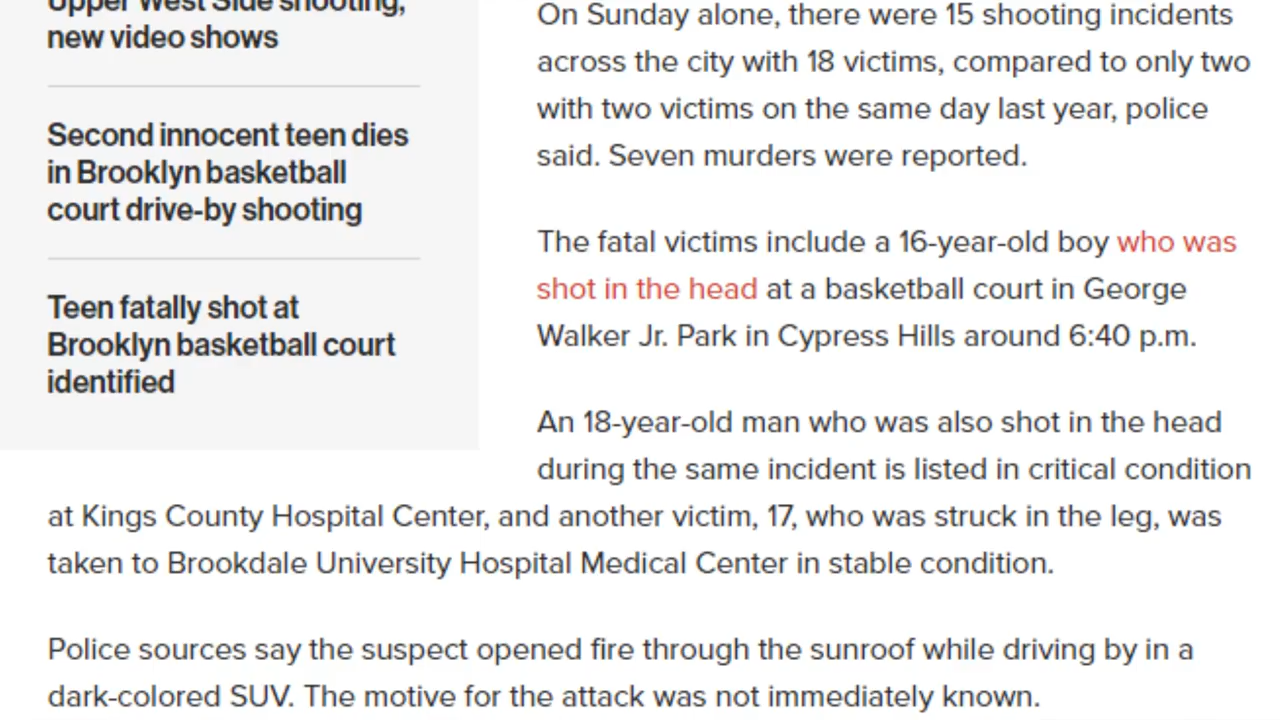 Upper West Side shooting,
new video shows
Second innocent teen dies
in Brooklyn basketball
court drive-by shooting
Teen fatally shot at
Brooklyn basketball court
identified
On Sunday alone, there were 15 shooting incidents
across the city with 18 victims, compared to only two
with two victims on the same day last year, police
said. Seven murders were reported.
The fatal victims include a 16-year-old boy who was
shot in the head at a basketball court in George
Walker Jr. Park in Cypress Hills around 6:40 p.m.
An 18-year-old man who was also shot in the head
during the same incident is listed in critical condition
at Kings County Hospital Center, and another victim, 17, who was struck in the leg, was
taken to Brookdale University Hospital Medical Center in stable condition.
Police sources say the suspect opened fire through the sunroof while driving by in a
dark-colored SUV. The motive for the attack was not immediately known.